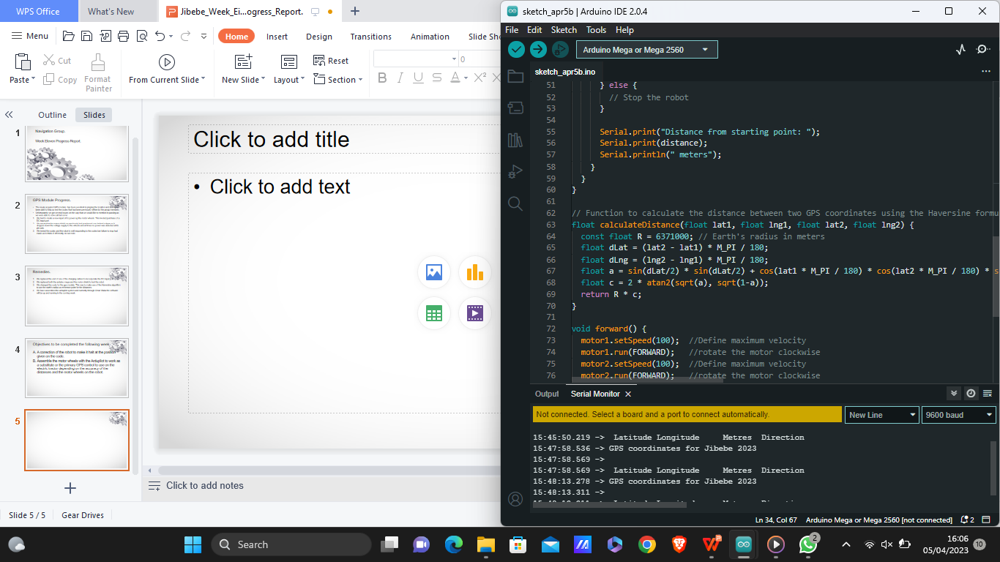 WPS Office
What's New
Jibebe_Week_Ei...ogress_Report.
Menu
Home
Insert
Design
Transitions
Animation
Slide Sho
Paste
Cut
Copy
Format
Painter
From Current Slide
New Slide
Layout
Reset
Section
0
B I U S A X² X
Outline
Slides
1
Navigation Group.
Week Eleven Progress Report.
2
GPS Module Progress.
3
Remedies.
4
Objectives to be completed the following week.
A. A correction of the robot to make it halt at the position
given on the code.
B. Assemble the motor wheels with the Ardupilot to work as
a substitute or the primary GPS control to use on the
electric tractor depending on the accuracy of the
distances and the motor wheels on the robot.
5
Click to add title
• Click to add text
Click to add notes
Slide 5 / 5
Gear Drives
sketch_apr5b | Arduino IDE 2.0.4
File Edit Sketch Tools Help
Arduino Mega or Mega 2560
sketch_apr5b.ino
51 } else {
52 // Stop the robot
53 }
54
55 Serial.print("Distance from starting point: ");
56 Serial.print(distance);
57 Serial.println(" meters");
58 }
59 }
60 }
61
62 // Function to calculate the distance between two GPS coordinates using the Haversine formu
63 float calculateDistance(float lat1, float lng1, float lat2, float lng2) {
64 const float R = 6371000; // Earth's radius in meters
65 float dLat = (lat2 - lat1) * M_PI / 180;
66 float dLng = (lng2 - lng1) * M_PI / 180;
67 float a = sin(dLat/2) * sin(dLat/2) + cos(lat1 * M_PI / 180) * cos(lat2 * M_PI / 180) * s
68 float c = 2 * atan2(sqrt(a), sqrt(1-a));
69 return R * c;
70 }
71
72 void forward() {
73 motor1.setSpeed(100); //Define maximum velocity
74 motor1.run(FORWARD); //rotate the motor clockwise
75 motor2.setSpeed(100); //Define maximum velocity
76 motor2.run(FORWARD); //rotate the motor clockwise
Output
Serial Monitor
Not connected. Select a board and a port to connect automatically.
New Line
9600 baud
15:45:50.219 -> Latitude Longitude Metres Direction
15:47:58.536 -> GPS coordinates for Jibebe 2023
15:47:58.569 ->
15:47:58.569 -> Latitude Longitude Metres Direction
15:48:13.278 -> GPS coordinates for Jibebe 2023
15:48:13.311 ->
Ln 34, Col 67 Arduino Mega or Mega 2560 [not connected] 2
Search
2
16:06
05/04/2023
10